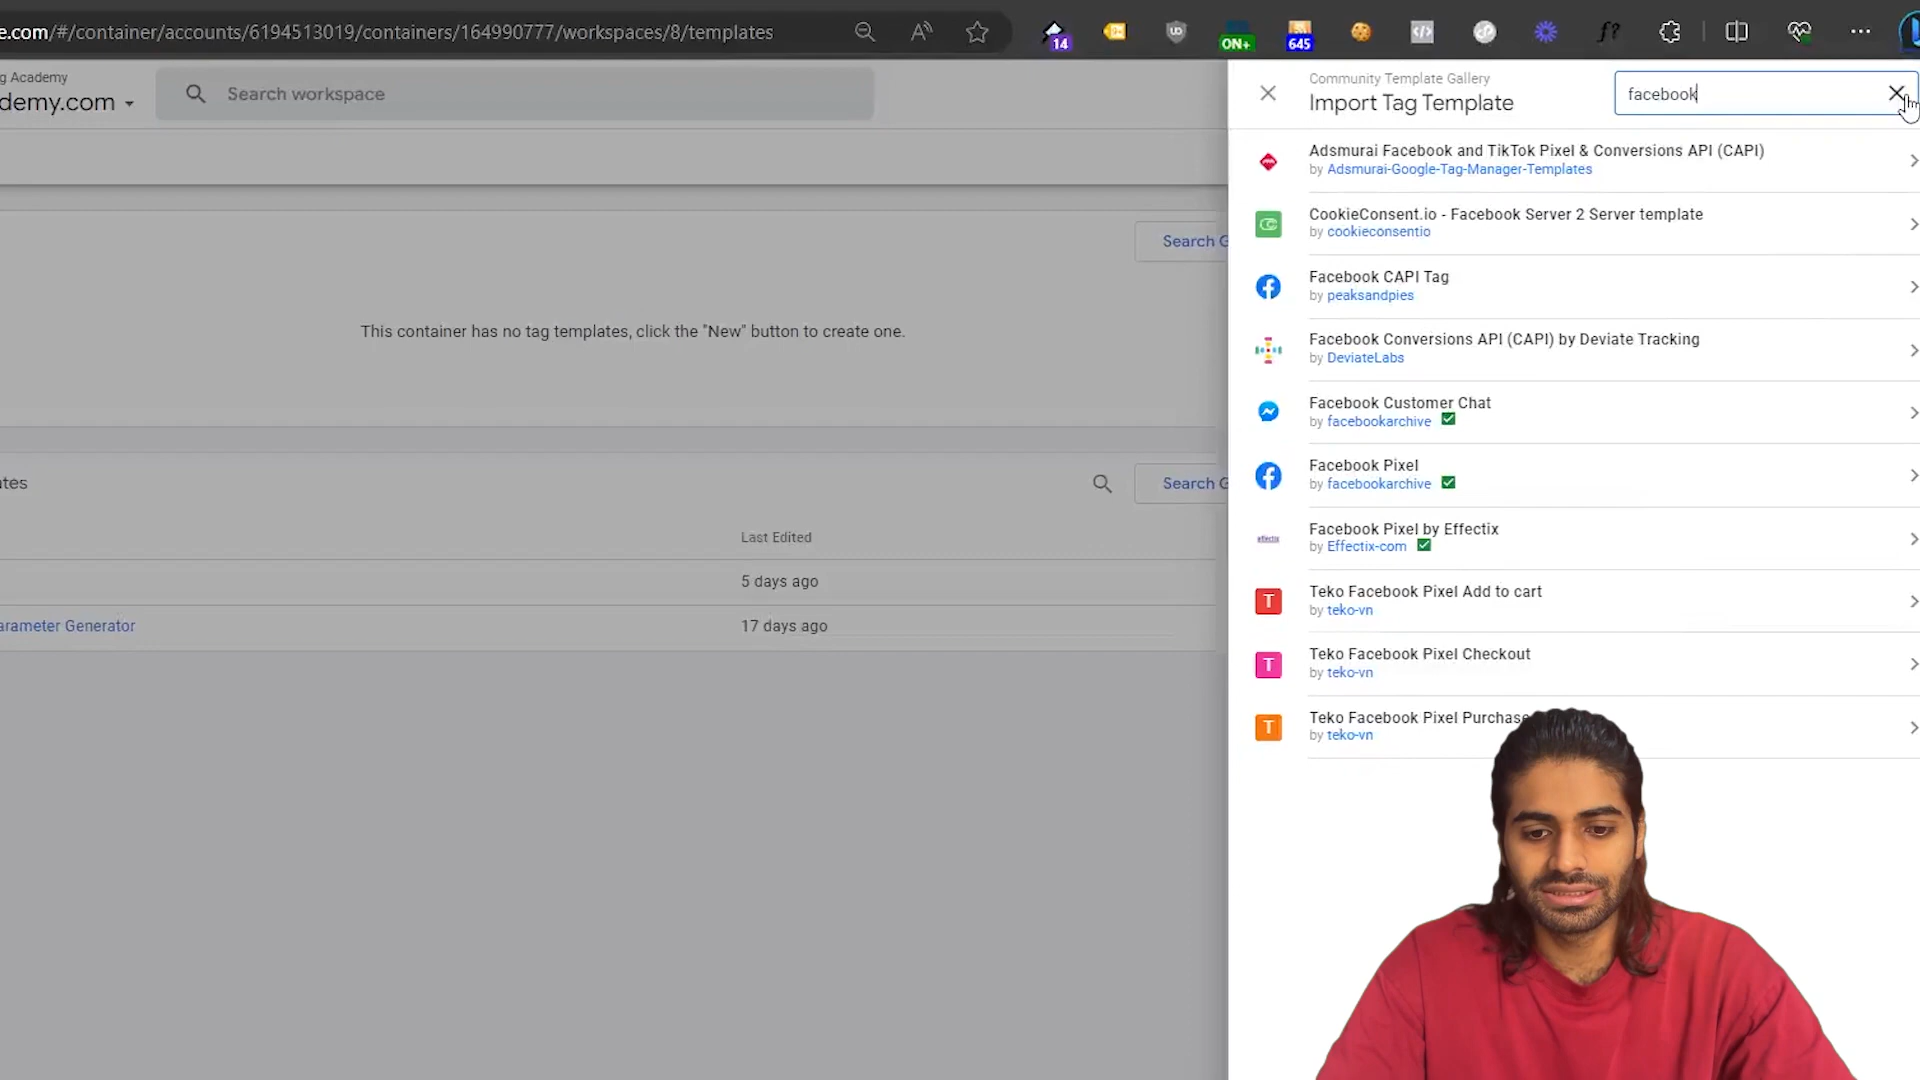 e.com/#/container/accounts/6194513019/containers/164990777/workspaces/8/templates
14
ON+
645
f?
g Academy
demy.com
Search workspace
Community Template Gallery
Import Tag Template
facebook
Search G
This container has no tag templates, click the "New" button to create one.
ates
Search G
Last Edited
5 days ago
arameter Generator
17 days ago
Adsmurai Facebook and TikTok Pixel & Conversions API (CAPI)
by Adsmurai-Google-Tag-Manager-Templates
CookieConsent.io - Facebook Server 2 Server template
by cookieconsentio
Facebook CAPI Tag
by peaksandpies
Facebook Conversions API (CAPI) by Deviate Tracking
by DeviateLabs
Facebook Customer Chat
by facebookarchive
Facebook Pixel
by facebookarchive
effectix
Facebook Pixel by Effectix
by Effectix-com
T
Teko Facebook Pixel Add to cart
by teko-vn
T
Teko Facebook Pixel Checkout
by teko-vn
T
Teko Facebook Pixel Purchase
by teko-vn